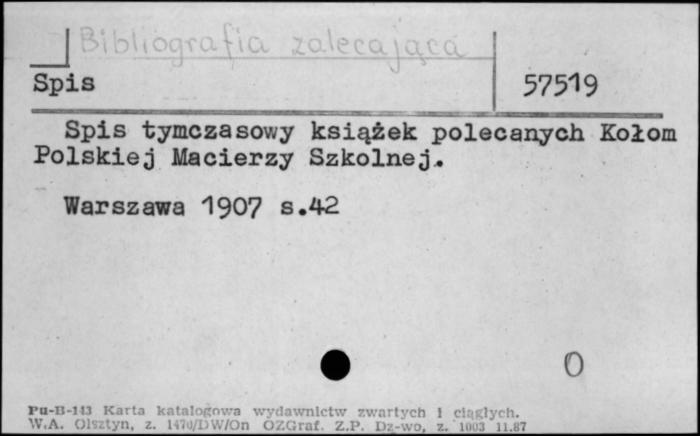 Bibliografia zalecająca
Spis
57519
Spis tymczasowy książek polecanych Kołom
Polskiej Macierzy Szkolnej.
Warszawa 1907 s.42
0
Pu-B-143 Karta katalogowa wydawnictw zwartych i ciągłych.
W.A. Olsztyn, z. 1470/DW/On OZGraf. Z.P. Dz-wo, z. 1003 11.87